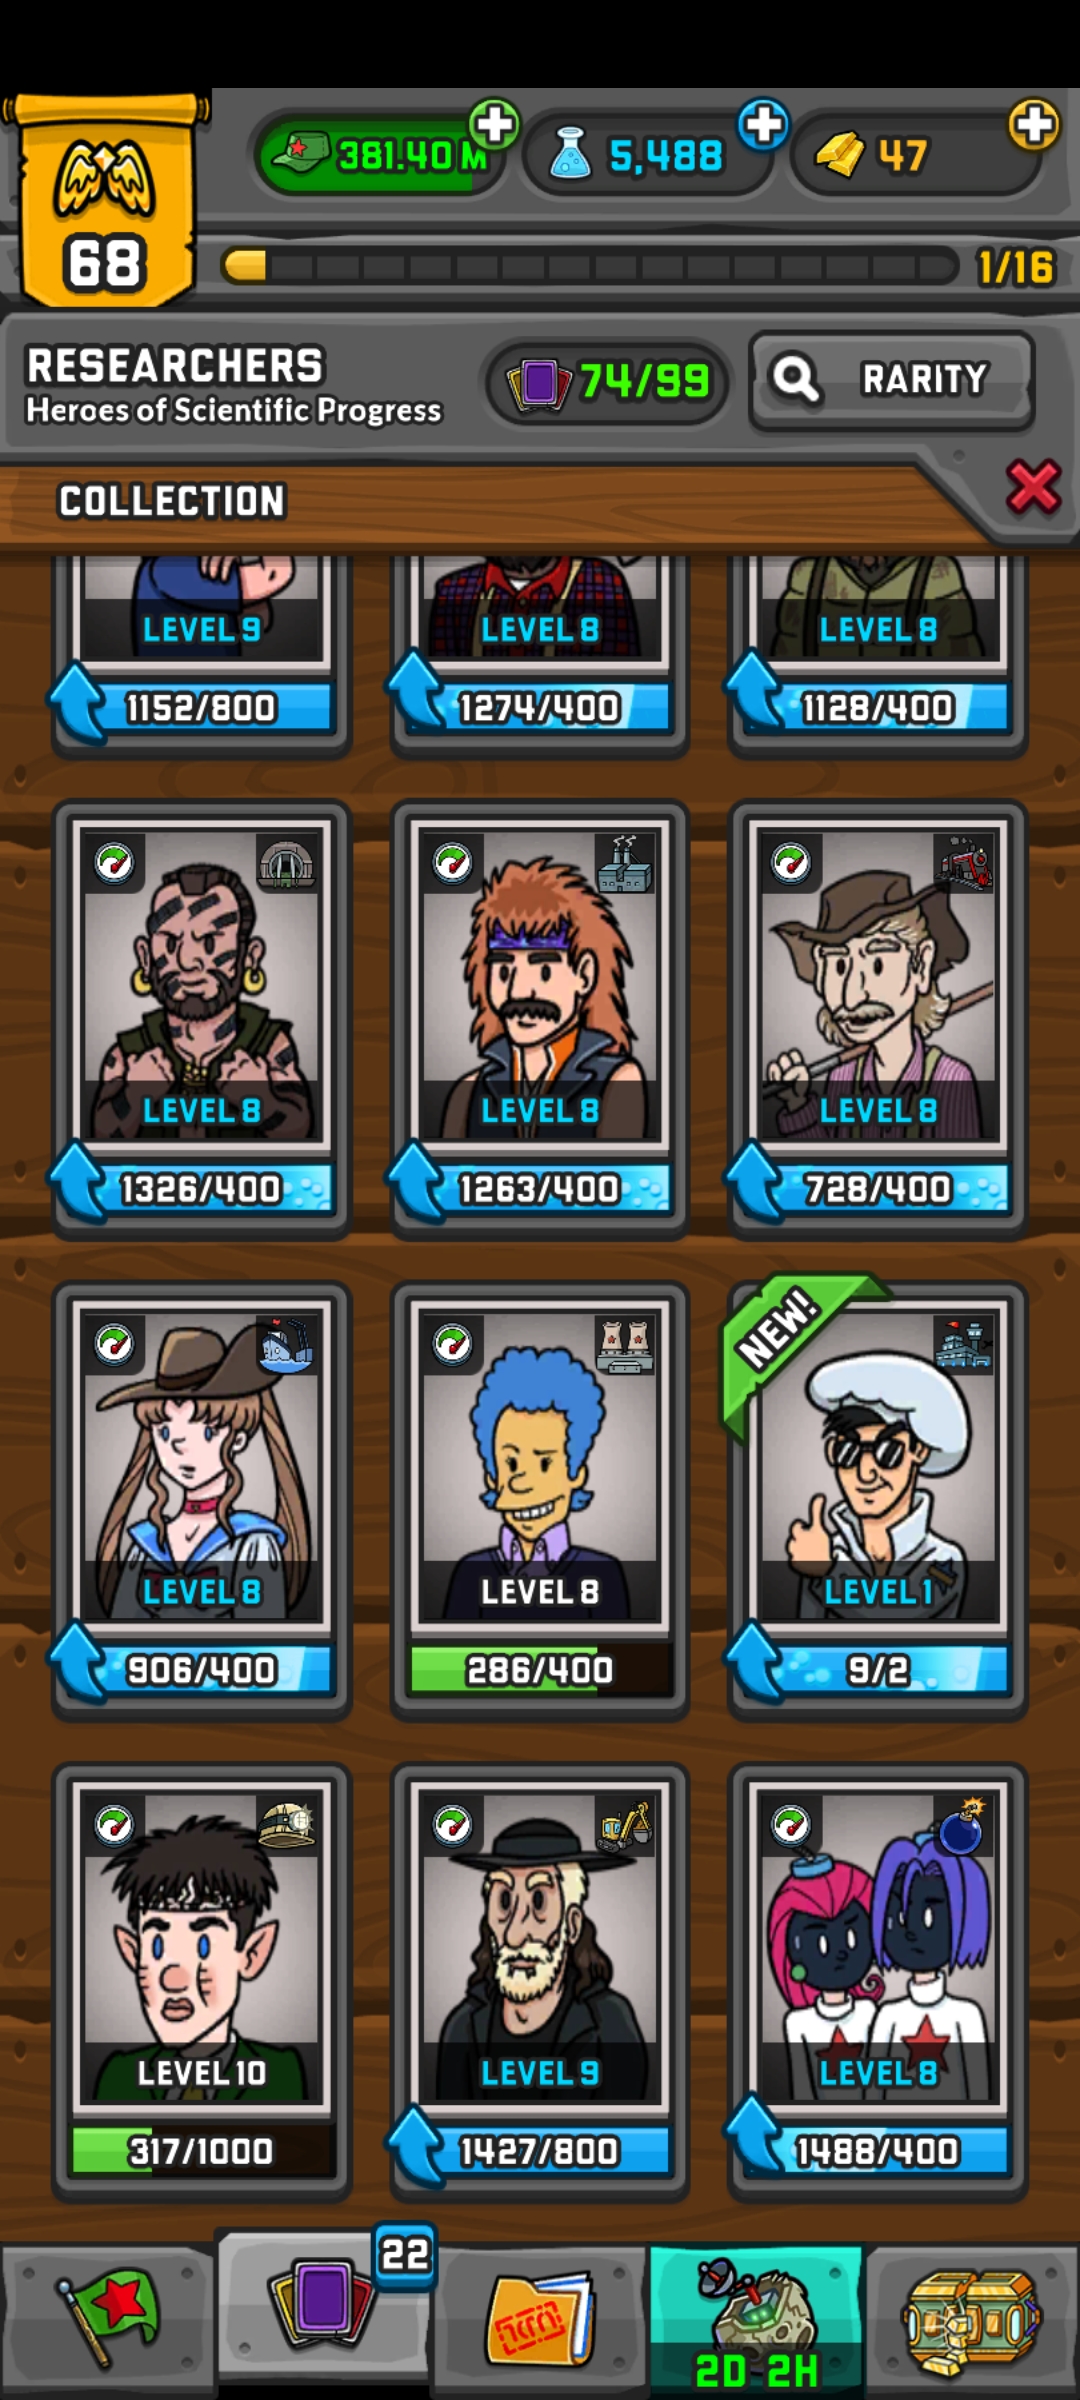 381.40 M
5,488
47
68
1/16
RESEARCHERS
Heroes of Scientific Progress
74/99
RARITY
COLLECTION
LEVEL 9
LEVEL 8
LEVEL 8
1152/800
1274/400
1128/400
LEVEL 8
LEVEL 8
LEVEL 8
1326/400
1263/400
728/400
NEW!
LEVEL 8
LEVEL 8
LEVEL 1
906/400
286/400
9/2
LEVEL 10
LEVEL 9
LEVEL 8
317/1000
1427/800
1488/400
22
2D 2H